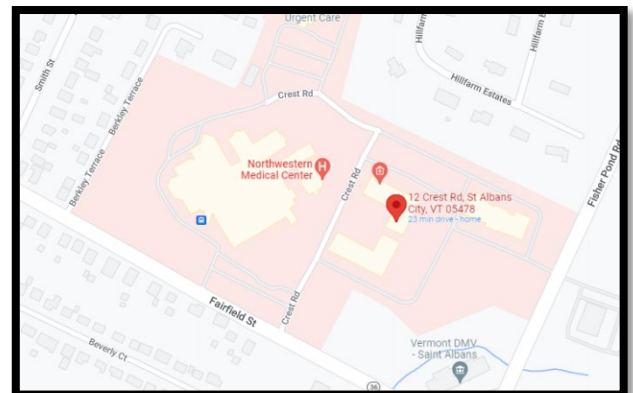 Urgent Care
Hillfarm
Hillfarm E
Smith St
Berkley Terrace
Crest Rd
Hillfarm Estates
Northwestern
Medical Center
H
Crest Rd
12 Crest Rd, St Albans
City, VT 05478
23 min drive - home
Fisher Pond Rd
Berkley Terrace
Crest Rd
Fairfield St
Beverly Ct
Vermont DMV
- Saint Albans
36